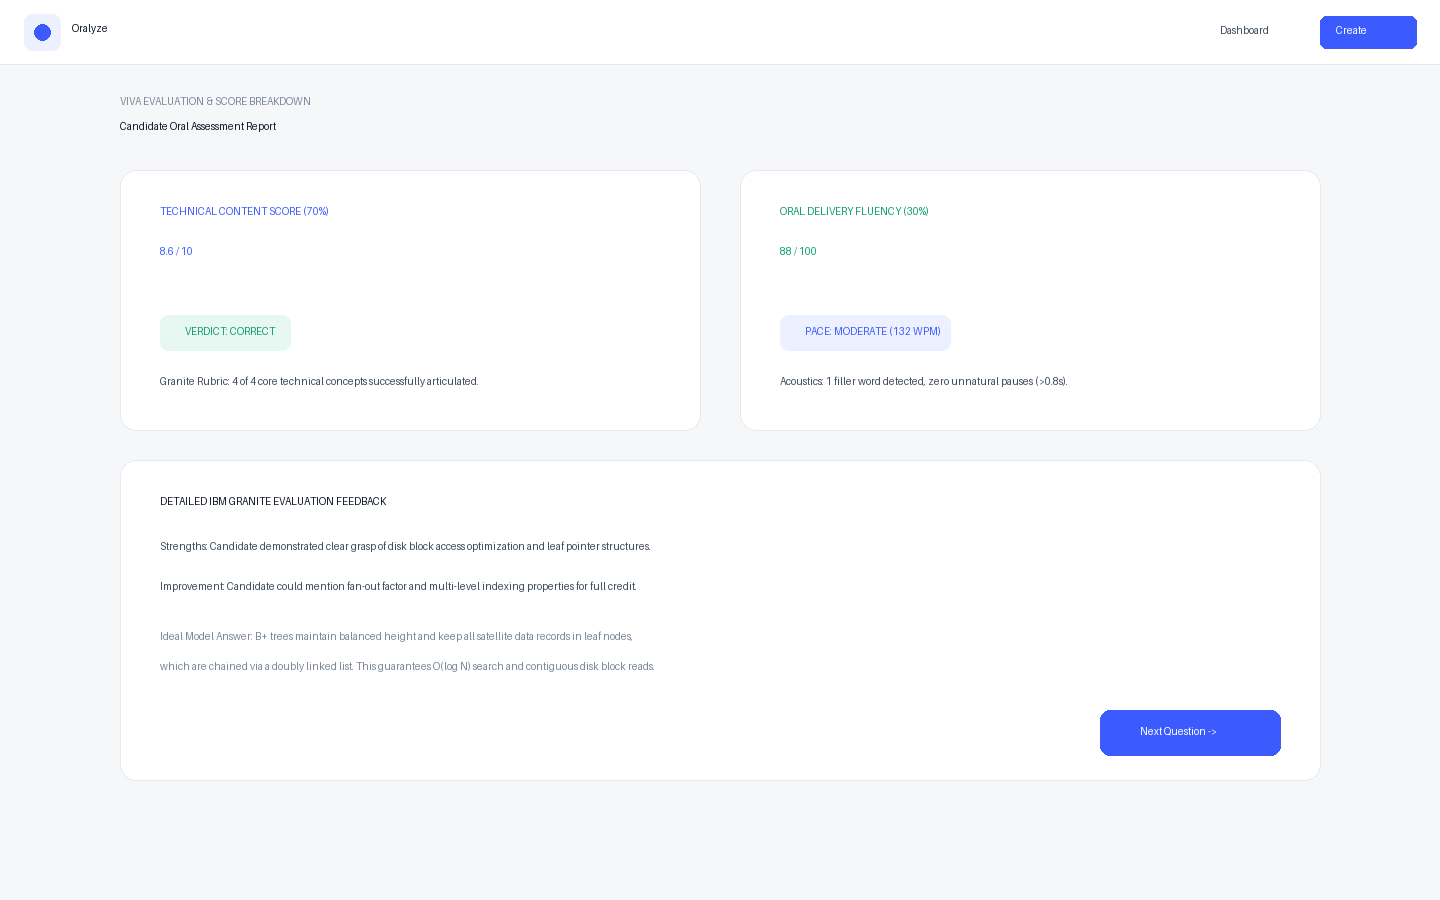 Oralyze
Dashboard
Create
VIVA EVALUATION & SCORE BREAKDOWN
Candidate Oral Assessment Report
TECHNICAL CONTENT SCORE (70%)
8.6 / 10
VERDICT: CORRECT
Granite Rubric: 4 of 4 core technical concepts successfully articulated.
ORAL DELIVERY FLUENCY (30%)
88 / 100
PACE: MODERATE (132 WPM)
Acoustics: 1 filler word detected, zero unnatural pauses (>0.8s).
DETAILED IBM GRANITE EVALUATION FEEDBACK
Strengths: Candidate demonstrated clear grasp of disk block access optimization and leaf pointer structures.
Improvement: Candidate could mention fan-out factor and multi-level indexing properties for full credit.
Ideal Model Answer: B+ trees maintain balanced height and keep all satellite data records in leaf nodes,
which are chained via a doubly linked list. This guarantees O(log N) search and contiguous disk block reads.
Next Question ->